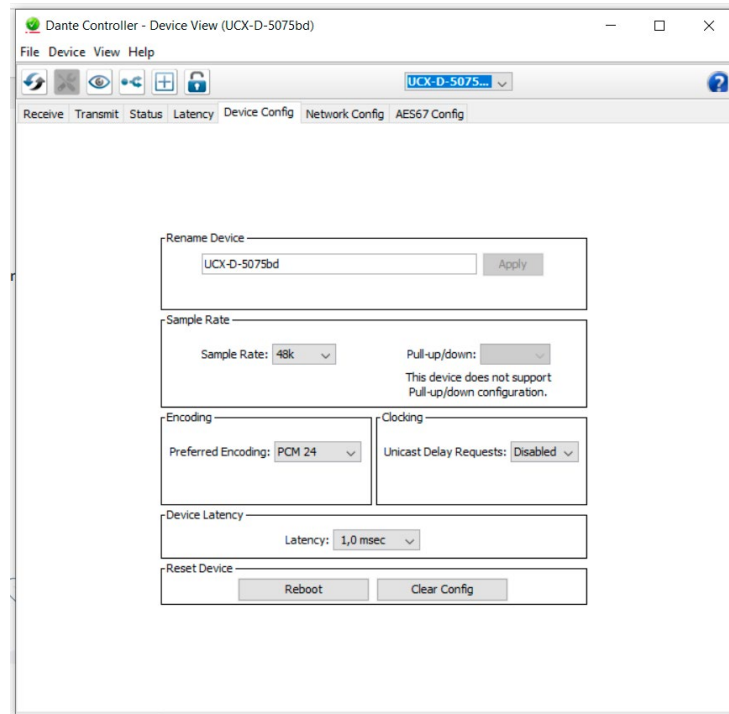 Dante Controller - Device View (UCX-D-5075bd)
File Device View Help
UCX-D-5075...
Receive Transmit Status Latency Device Config Network Config AES67 Config
Rename Device
UCX-D-5075bd Apply
Sample Rate
Sample Rate: 48k Pull-up/down:
This device does not support
Pull-up/down configuration.
Encoding Clocking
Preferred Encoding: PCM 24 Unicast Delay Requests: Disabled
Device Latency
Latency: 1,0 msec
Reset Device
Reboot Clear Config